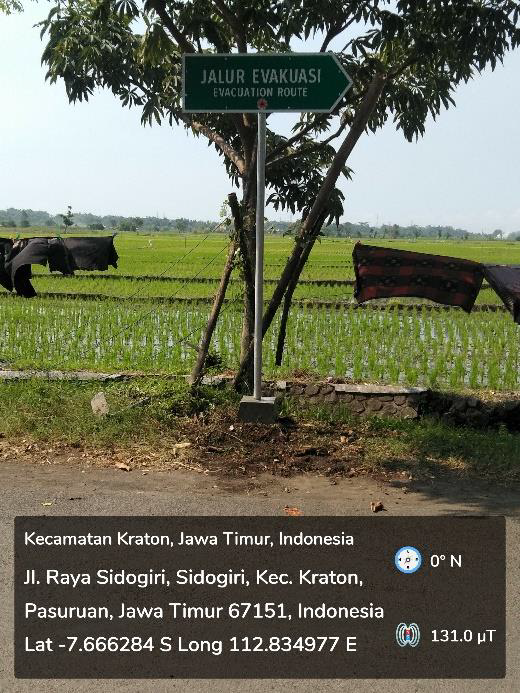 JALUR EVAKUASI
EVACUATION ROUTE
Kecamatan Kraton, Jawa Timur, Indonesia
Jl. Raya Sidogiri, Sidogiri, Kec. Kraton,
Pasuruan, Jawa Timur 67151, Indonesia
Lat -7.666284 S Long 112.834977 E
0° N
131.0 µT